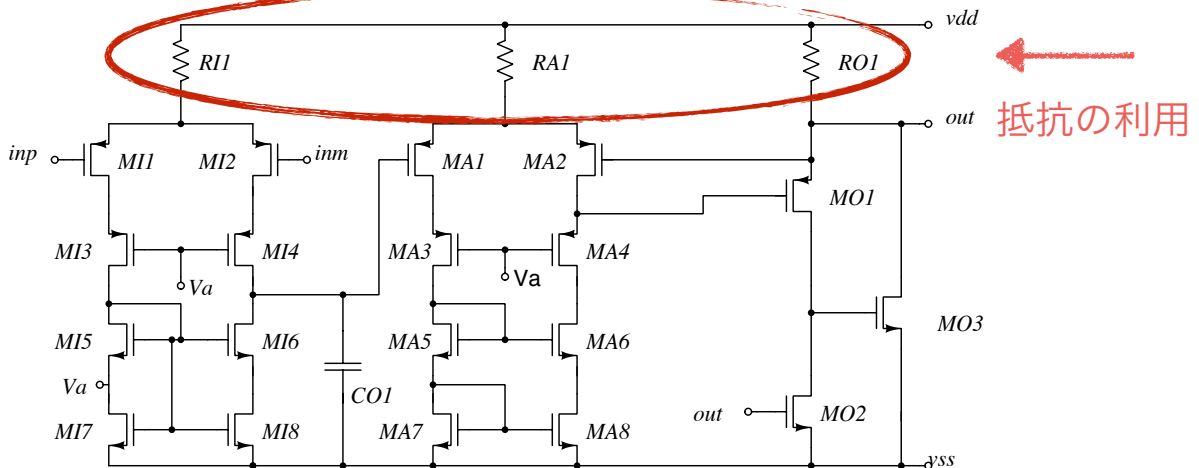 vdd
RI1 RA1 RO1
out
抵抗の利用
inp MI1 MI2 inm MA1 MA2
MO1
MI3 MI4 MA3 MA4
Va Va
MI5 MI6 MA5 MA6 MO3
Va CO1
MI7 MI8 MA7 MA8 out MO2
vss